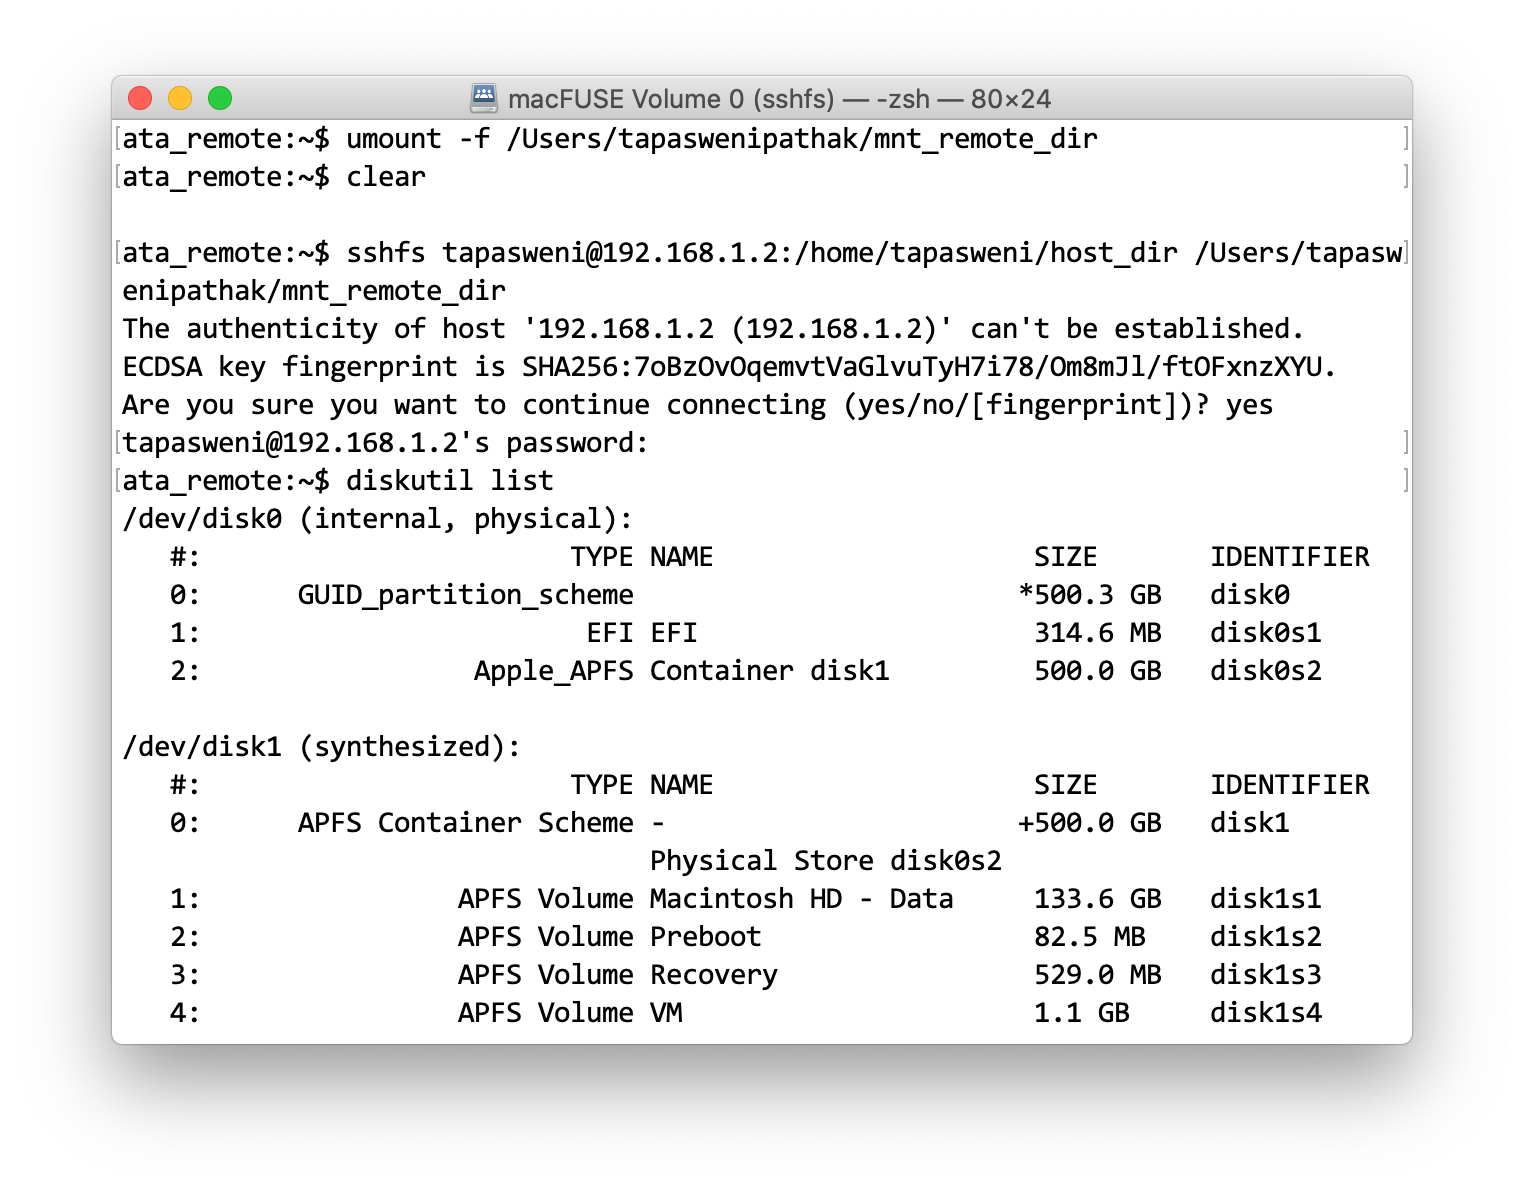 macFUSE Volume 0 (sshfs) — -zsh — 80×24
[ata_remote:~$ umount -f /Users/tapaswenipathak/mnt_remote_dir ]
[ata_remote:~$ clear ]
[ata_remote:~$ sshfs tapasweni@192.168.1.2:/home/tapasweni/host_dir /Users/tapasw]
enipathak/mnt_remote_dir
The authenticity of host '192.168.1.2 (192.168.1.2)' can't be established.
ECDSA key fingerprint is SHA256:7oBzOvOqemvtVaGlvuTyH7i78/Om8mJl/ftOFxnzXYU.
Are you sure you want to continue connecting (yes/no/[fingerprint])? yes
[tapasweni@192.168.1.2's password: ]
[ata_remote:~$ diskutil list ]
/dev/disk0 (internal, physical):
#: TYPE NAME SIZE IDENTIFIER
0: GUID_partition_scheme *500.3 GB disk0
1: EFI EFI 314.6 MB disk0s1
2: Apple_APFS Container disk1 500.0 GB disk0s2
/dev/disk1 (synthesized):
#: TYPE NAME SIZE IDENTIFIER
0: APFS Container Scheme - +500.0 GB disk1
Physical Store disk0s2
1: APFS Volume Macintosh HD - Data 133.6 GB disk1s1
2: APFS Volume Preboot 82.5 MB disk1s2
3: APFS Volume Recovery 529.0 MB disk1s3
4: APFS Volume VM 1.1 GB disk1s4